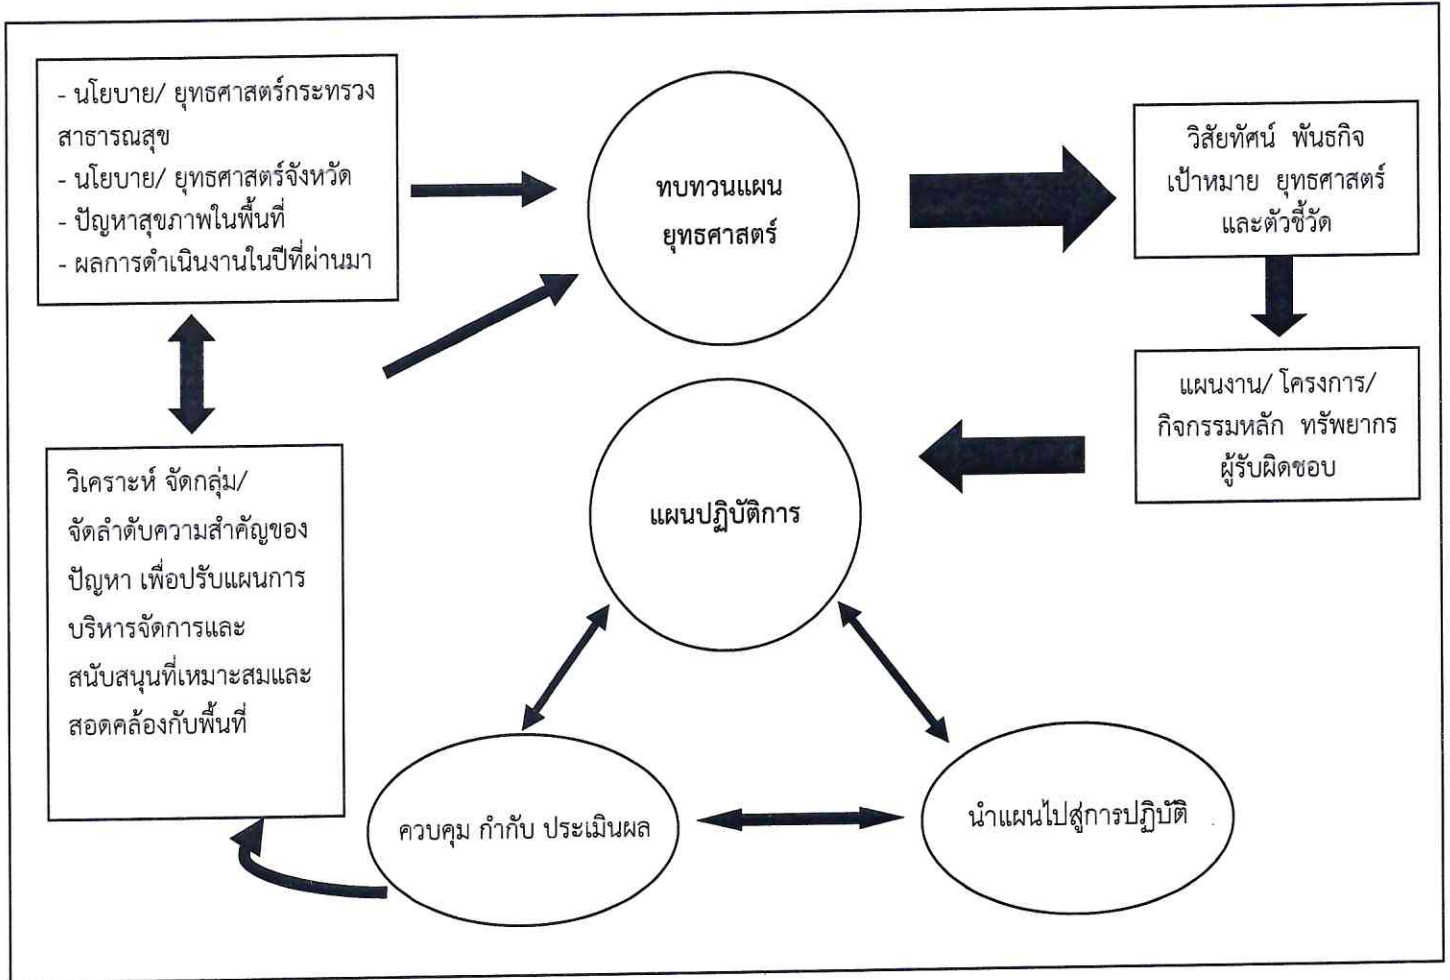 - นโยบาย/ ยุทธศาสตร์กระทรวง
สาธารณสุข
- นโยบาย/ ยุทธศาสตร์จังหวัด
- ปัญหาสุขภาพในพื้นที่
- ผลการดำเนินงานในปีที่ผ่านมา
ทบทวนแผน
ยุทธศาสตร์
วิสัยทัศน์ พันธกิจ
เป้าหมาย ยุทธศาสตร์
และตัวชี้วัด
แผนงาน/ โครงการ/
กิจกรรมหลัก ทรัพยากร
ผู้รับผิดชอบ
แผนปฏิบัติการ
วิเคราะห์ จัดกลุ่ม/
จัดลำดับความสำคัญของ
ปัญหา เพื่อปรับแผนการ
บริหารจัดการและ
สนับสนุนที่เหมาะสมและ
สอดคล้องกับพื้นที่
ควบคุม กำกับ ประเมินผล
นำแผนไปสู่การปฏิบัติ